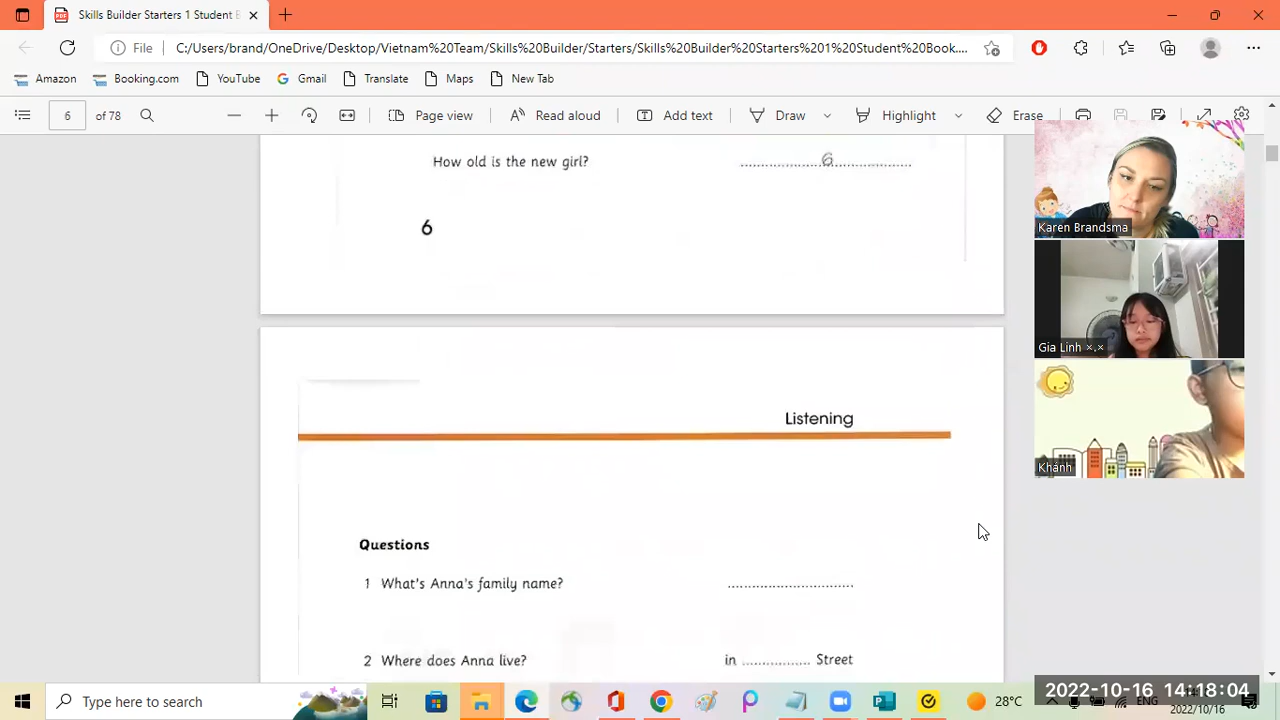 Skills Builder Starters 1 Student E
File C:/Users/brand/OneDrive/Desktop/Vietnam%20Team/Skills%20Builder/Starters/Skills%20Builder%20Starters%201%20Student%20Book....
Amazon Booking.com YouTube Gmail Translate Maps New Tab
6 of 78 Page view Read aloud Add text Draw Highlight Erase
How old is the new girl? 6
6
Karen Brandsma
Gia Linh ×.×
Khánh
Listening
Questions
1 What's Anna's family name?
2 Where does Anna live? in .............. Street
Type here to search
28°C
ENG
2022-10-16 14:18:04
2022/10/16